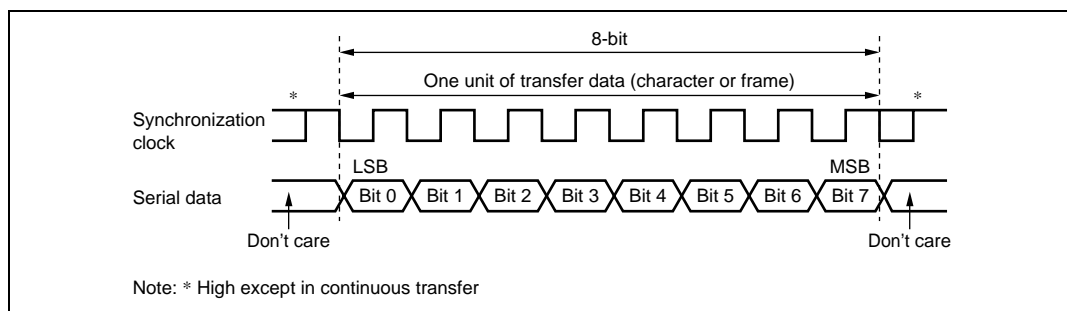 8-bit
One unit of transfer data (character or frame)
* *
Synchronization
clock
LSB MSB
Serial data Bit 0 Bit 1 Bit 2 Bit 3 Bit 4 Bit 5 Bit 6 Bit 7
Don't care Don't care
Note: * High except in continuous transfer